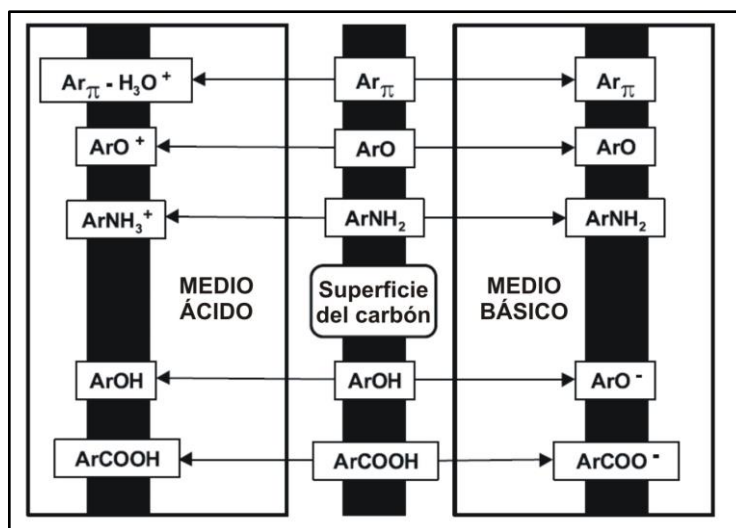 Arπ - H₃O⁺ Arπ Arπ
ArO⁺ ArO ArO
ArNH₃⁺ ArNH₂ ArNH₂
MEDIO ÁCIDO
Superficie del carbón
MEDIO BÁSICO
ArOH ArOH ArO⁻
ArCOOH ArCOOH ArCOO⁻